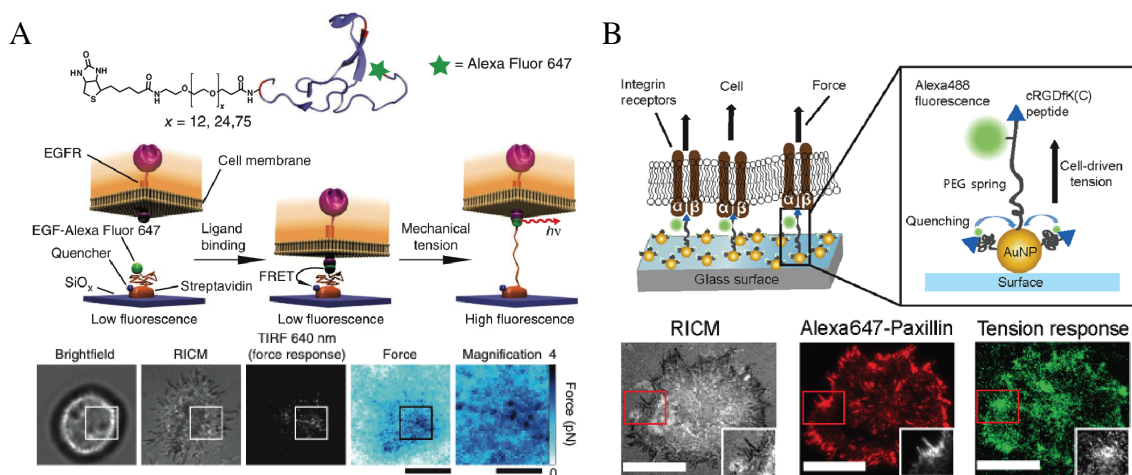 A
O
HN
NH
S
O
N
H
O
O
x
O
N
H
= Alexa Fluor 647
x = 12, 24,75
EGFR
Cell membrane
EGF-Alexa Fluor 647
Quencher
SiOx
Streptavidin
Ligand
binding
FRET
Mechanical
tension
hν
Low fluorescence
Low fluorescence
High fluorescence
Brightfield
RICM
TIRF 640 nm
(force response)
Force
Magnification
4
Force (pN)
0
B
Integrin
receptors
Cell
Force
α β
α β
α β
Glass surface
Alexa488
fluorescence
cRGDfK(C)
peptide
PEG spring
Cell-driven
tension
Quenching
AuNP
Surface
RICM
Alexa647-Paxillin
Tension response